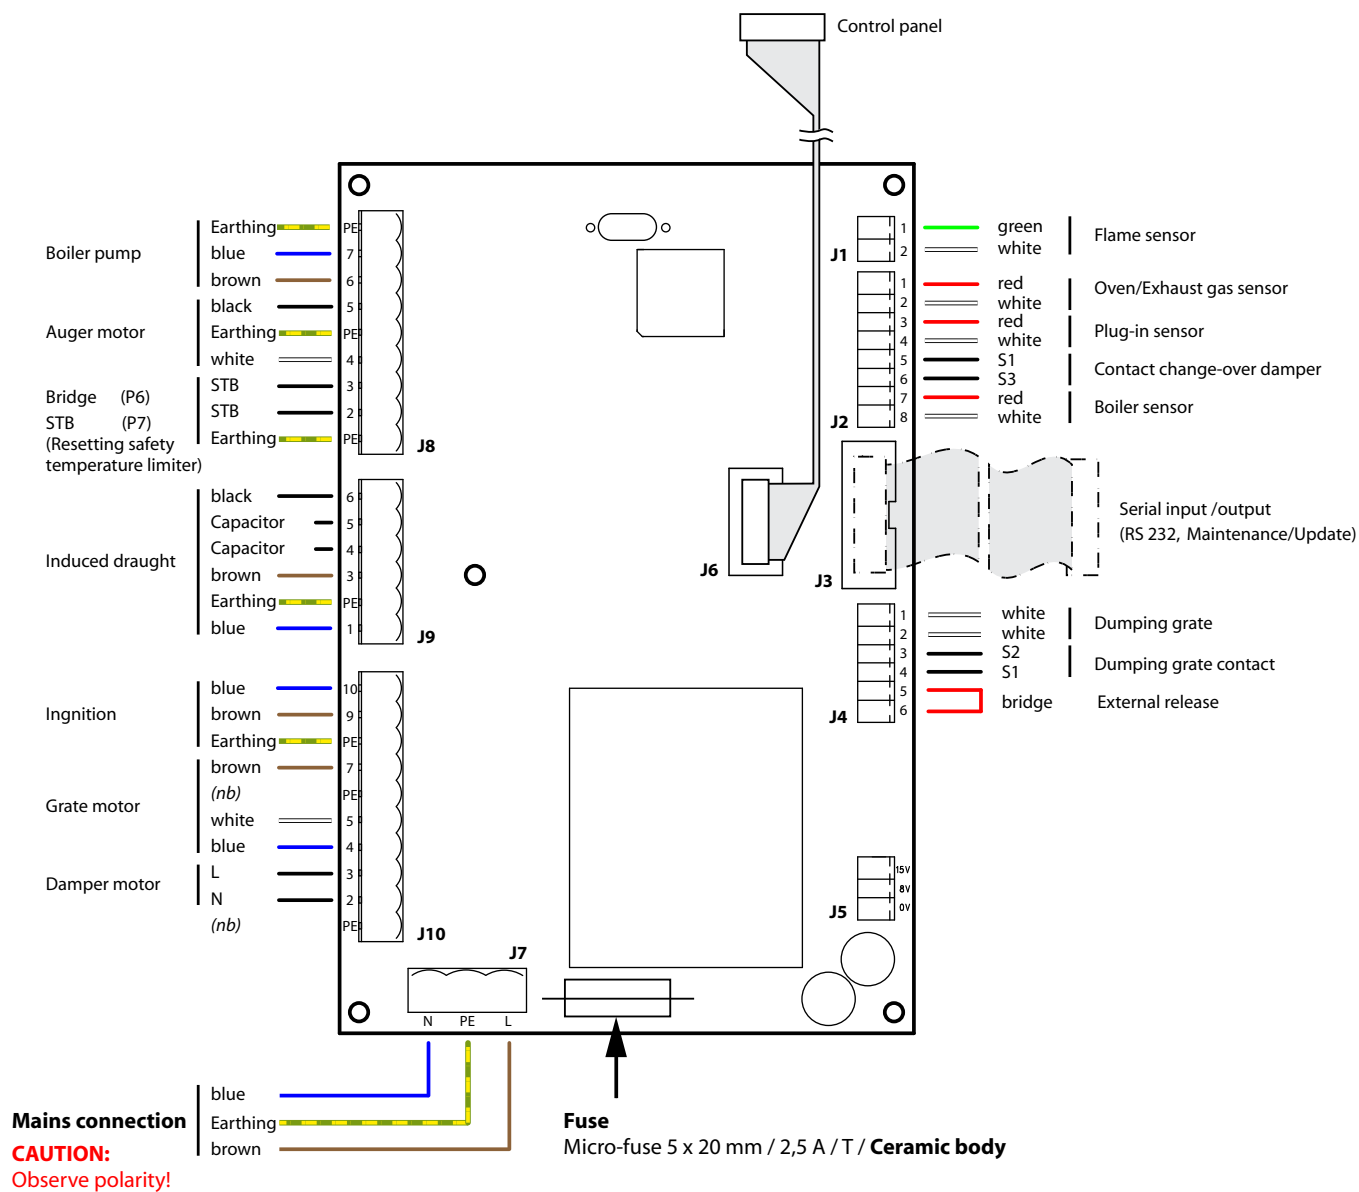 Control panel
Boiler pump
Earthing PE
blue 7
brown 6
Auger motor
black 5
Earthing PE
white 4
Bridge (P6)
STB (P7)
(Resetting safety
temperature limiter)
STB 3
STB 2
Earthing PE
J8
Induced draught
black 6
Capacitor 5
Capacitor 4
brown 3
Earthing PE
blue 1
J9
Ingnition
blue 10
brown 9
Earthing PE
Grate motor
brown 7
(nb) PE
white 5
blue 4
Damper motor
L 3
N 2
(nb) PE
J10
J7
N PE L
Mains connection
blue
Earthing
brown
CAUTION:
Observe polarity!
Fuse
Micro-fuse 5 x 20 mm / 2,5 A / T / Ceramic body
J1
1 green
2 white
Flame sensor
J2
1 red
2 white
Oven/Exhaust gas sensor
3 red
4 white
Plug-in sensor
5 S1
6 S3
Contact change-over damper
7 red
8 white
Boiler sensor
J6
J3
Serial input /output
(RS 232, Maintenance/Update)
J4
1 white
2 white
Dumping grate
3 S2
4 S1
Dumping grate contact
5
6
bridge External release
J5
15V
8V
0V